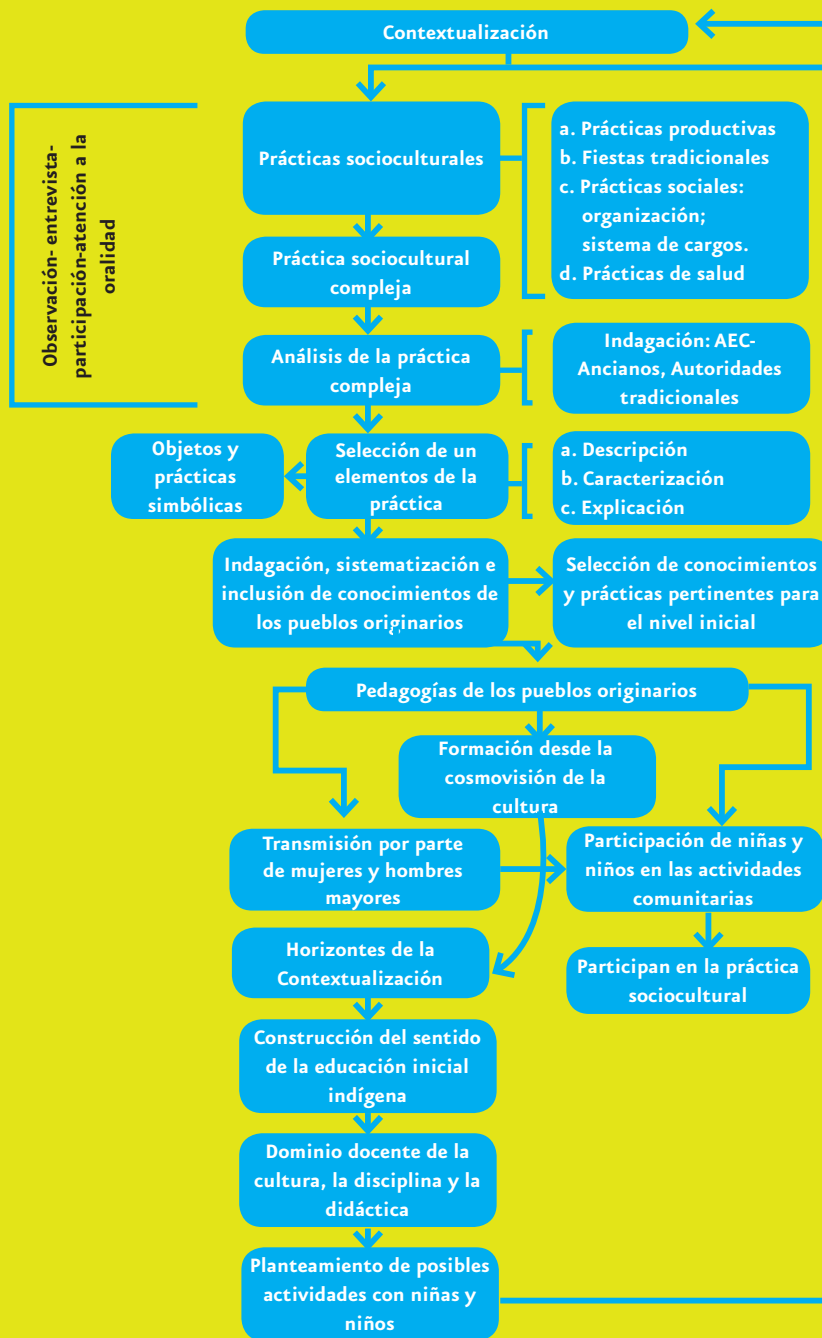 Contextualización
Observación- entrevista-
participación-atención a la
oralidad
Prácticas socioculturales
a. Prácticas productivas
b. Fiestas tradicionales
c. Prácticas sociales:
organización;
sistema de cargos.
d. Prácticas de salud
Práctica sociocultural
compleja
Análisis de la práctica
compleja
Indagación: AEC-
Ancianos, Autoridades
tradicionales
Objetos y
prácticas
simbólicas
Selección de un
elementos de la
práctica
a. Descripción
b. Caracterización
c. Explicación
Indagación, sistematización e
inclusión de conocimientos de
los pueblos originarios
Selección de conocimientos
y prácticas pertinentes para
el nivel inicial
Pedagogías de los pueblos originarios
Formación desde la
cosmovisión de la
cultura
Transmisión por parte
de mujeres y hombres
mayores
Participación de niñas y
niños en las actividades
comunitarias
Horizontes de la
Contextualización
Participan en la práctica
sociocultural
Construcción del sentido
de la educación inicial
indígena
Dominio docente de la
cultura, la disciplina y la
didáctica
Planteamiento de posibles
actividades con niñas y
niños